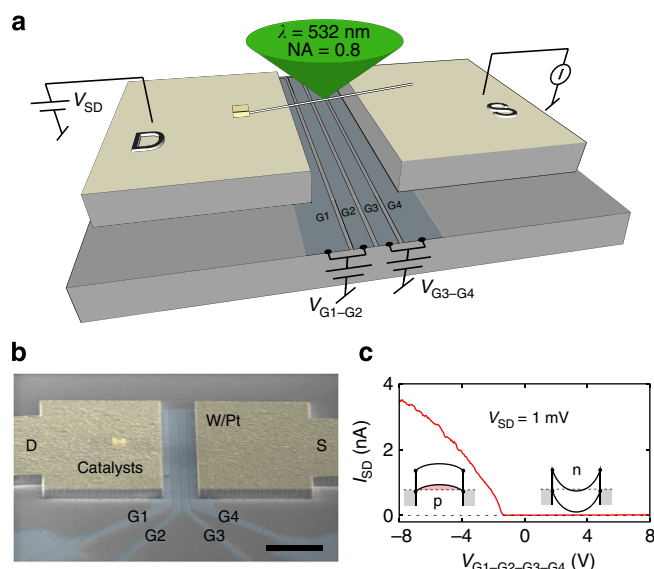 a
λ = 532 nm
NA = 0.8
V_SD
D
S
I
G1 G2 G3 G4
V_G1–G2
V_G3–G4
b
D
W/Pt
S
Catalysts
G1 G4
G2 G3
c
4
2
0
I_SD (nA)
V_SD = 1 mV
p
n
−8 −4 0 4 8
V_G1–G2–G3–G4 (V)